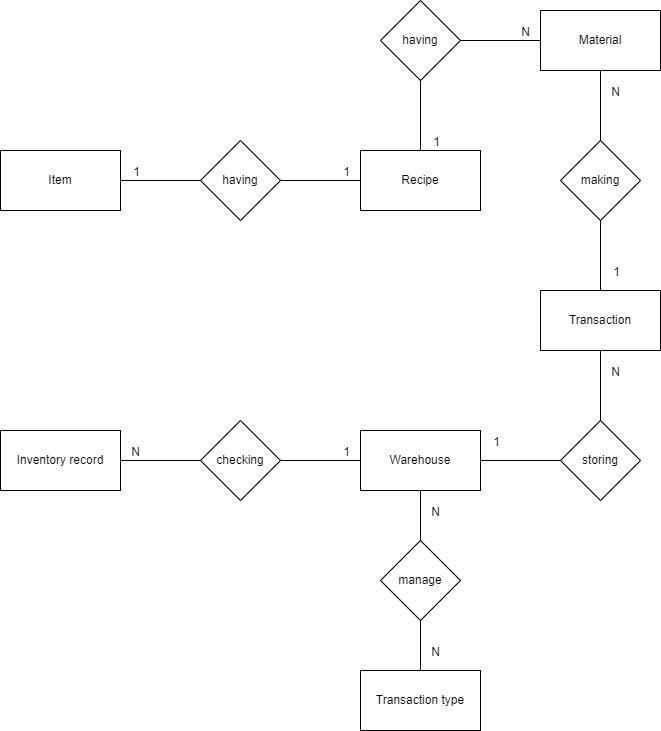 having
N
Material
N
1
Item
1
having
1
Recipe
making
1
Transaction
N
Inventory record
N
checking
1
Warehouse
1
storing
N
manage
N
Transaction type